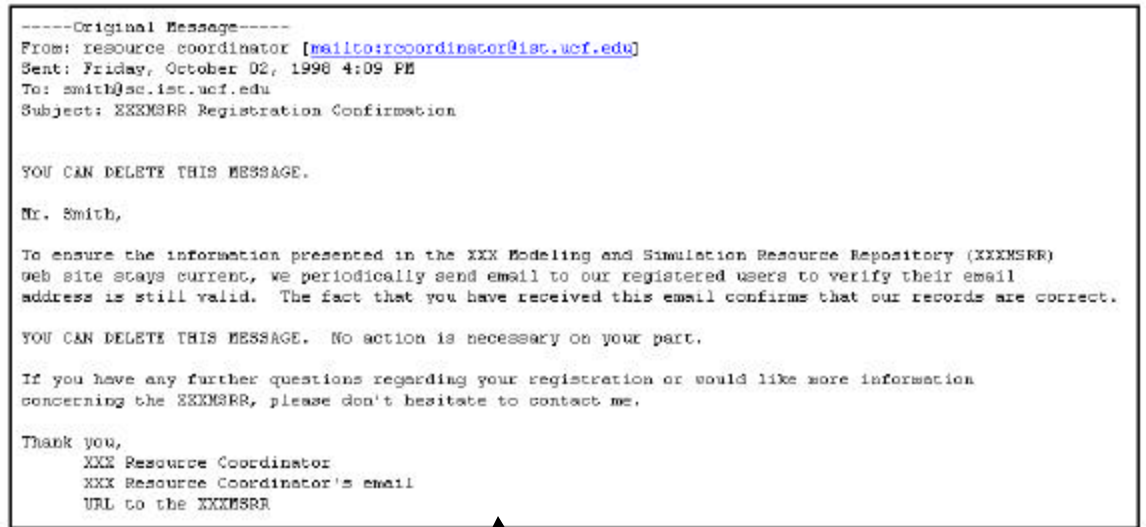 -----Original Message-----
From: resource coordinator [mailto:rcoordinator@ist.ucf.edu]
Sent: Friday, October 02, 1998 4:09 PM
To: smith@sc.ist.ucf.edu
Subject: XXXMSRR Registration Confirmation
YOU CAN DELETE THIS MESSAGE.
Mr. Smith,
To ensure the information presented in the XXX Modeling and Simulation Resource Repository (XXXMSRR)
web site stays current, we periodically send email to our registered users to verify their email
address is still valid.  The fact that you have received this email confirms that our records are correct.
YOU CAN DELETE THIS MESSAGE.  No action is necessary on your part.
If you have any further questions regarding your registration or would like more information
concerning the XXXMSRR, please don't hesitate to contact me.
Thank you,
XXX Resource Coordinator
XXX Resource Coordinator's email
URL to the XXXMSRR